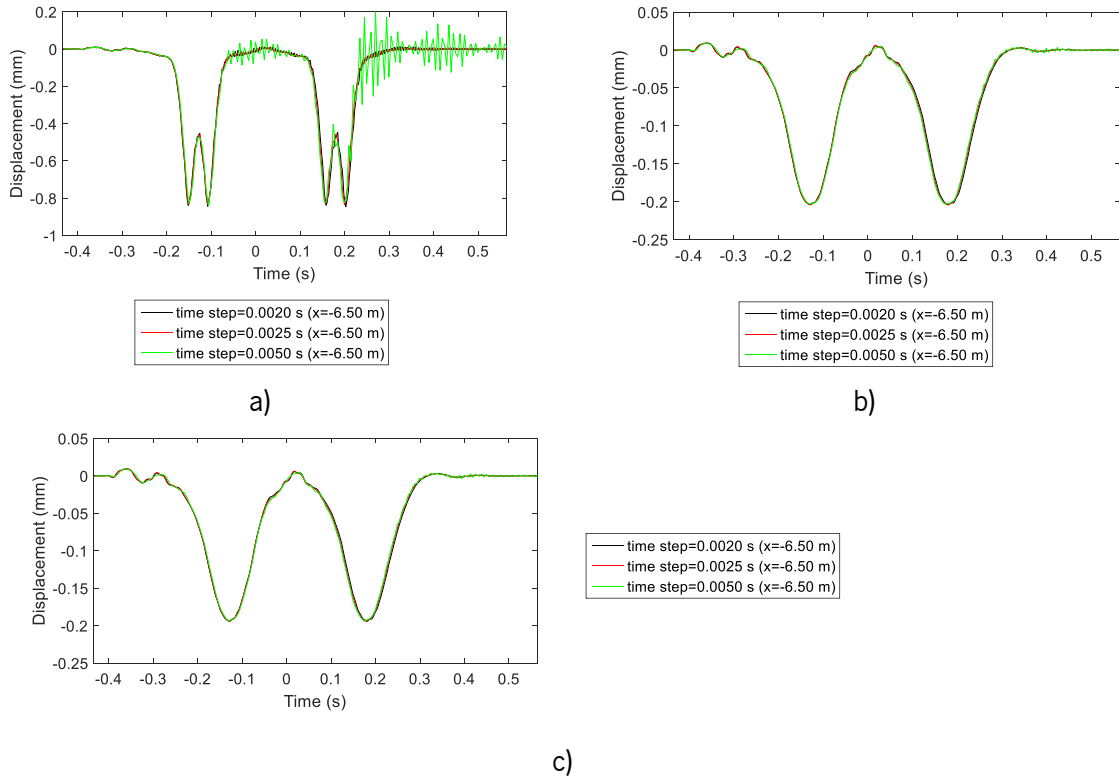 0.2
0
-0.2
-0.4
-0.6
-0.8
-1
Displacement (mm)
-0.4 -0.3 -0.2 -0.1 0 0.1 0.2 0.3 0.4 0.5
Time (s)
time step=0.0020 s (x=-6.50 m)
time step=0.0025 s (x=-6.50 m)
time step=0.0050 s (x=-6.50 m)
a)
0.05
0
-0.05
-0.1
-0.15
-0.2
-0.25
Displacement (mm)
-0.4 -0.3 -0.2 -0.1 0 0.1 0.2 0.3 0.4 0.5
Time (s)
time step=0.0020 s (x=-6.50 m)
time step=0.0025 s (x=-6.50 m)
time step=0.0050 s (x=-6.50 m)
b)
0.05
0
-0.05
-0.1
-0.15
-0.2
-0.25
Displacement (mm)
-0.4 -0.3 -0.2 -0.1 0 0.1 0.2 0.3 0.4 0.5
Time (s)
time step=0.0020 s (x=-6.50 m)
time step=0.0025 s (x=-6.50 m)
time step=0.0050 s (x=-6.50 m)
c)